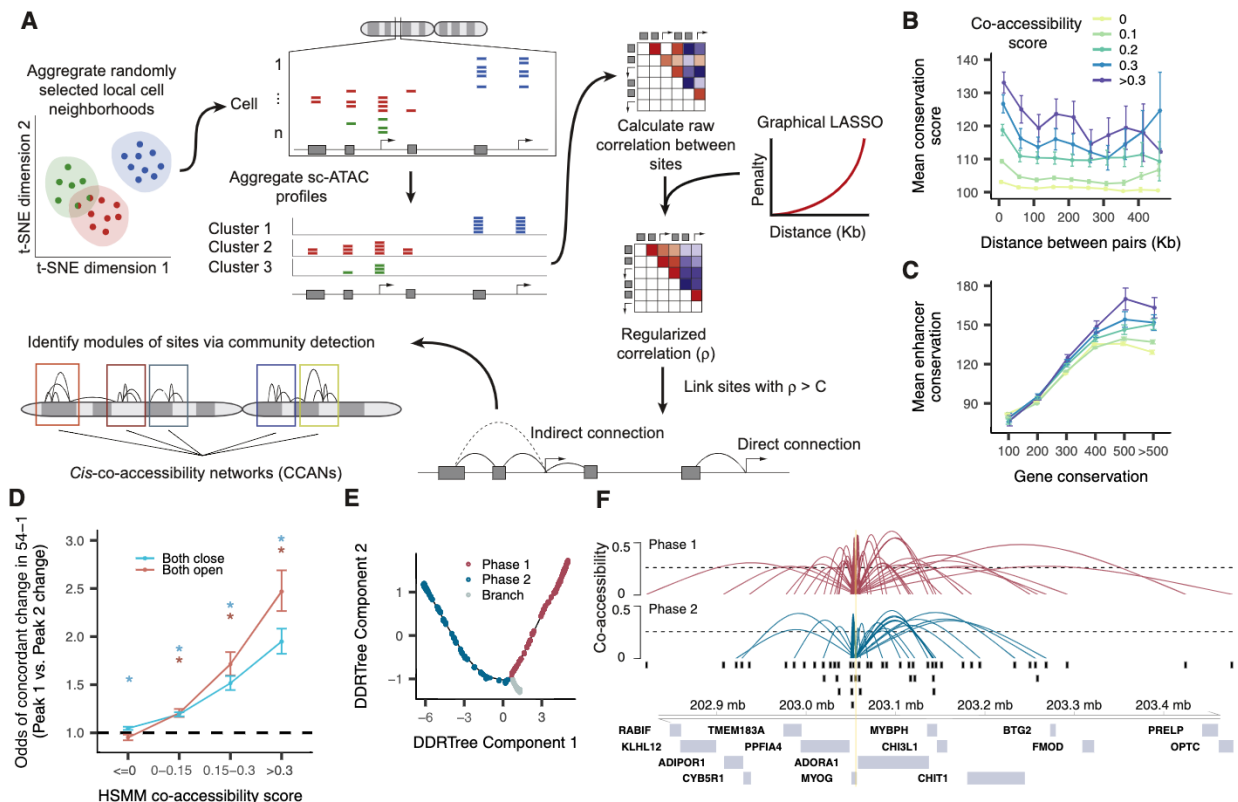 A
Aggregrate randomly
selected local cell
neighborhoods
t-SNE dimension 2
t-SNE dimension 1
Cell
1
⋮
n
Aggregate sc-ATAC
profiles
Cluster 1
Cluster 2
Cluster 3
Calculate raw
correlation between
sites
Graphical LASSO
Penalty
Distance (Kb)
Regularized
correlation (ρ)
Link sites with ρ > C
Indirect connection
Direct connection
Identify modules of sites via community detection
Cis-co-accessibility networks (CCANs)
B
Co-accessibility
score
0
0.1
0.2
0.3
>0.3
Mean conservation
score
140
130
120
110
100
0 100 200 300 400
Distance between pairs (Kb)
C
Mean enhancer
conservation
180
150
120
90
100 200 300 400 500 >500
Gene conservation
D
Odds of concordant change in 54–1
(Peak 1 vs. Peak 2 change)
3.0
2.5
2.0
1.5
1.0
Both close
Both open
*
*
*
*
*
*
*
<=0 0–0.15 0.15–0.3 >0.3
HSMM co-accessibility score
E
DDRTree Component 2
1
0
−1
Phase 1
Phase 2
Branch
−6 −3 0 3
DDRTree Component 1
F
Co-accessibility
0.5
Phase 1
0
0.5
Phase 2
0
202.9 mb 203.0 mb 203.1 mb 203.2 mb 203.3 mb 203.4 mb
RABIF TMEM183A MYBPH BTG2 PRELP
KLHL12 PPFIA4 CHI3L1 FMOD OPTC
ADIPOR1 ADORA1
CYB5R1 MYOG CHIT1